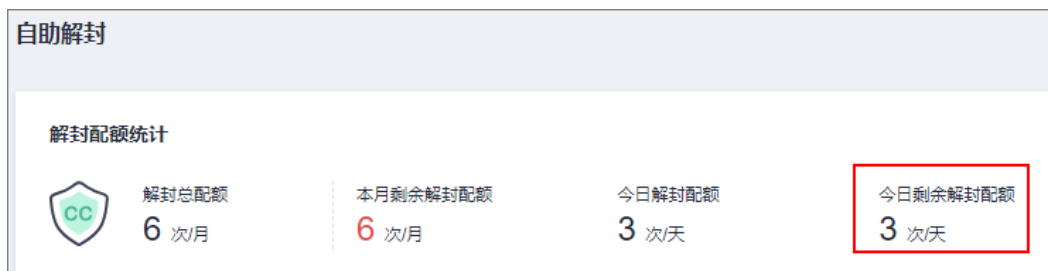 自助解封
解封配额统计
CC
解封总配额
6 次/月
本月剩余解封配额
6 次/月
今日解封配额
3 次/天
今日剩余解封配额
3 次/天